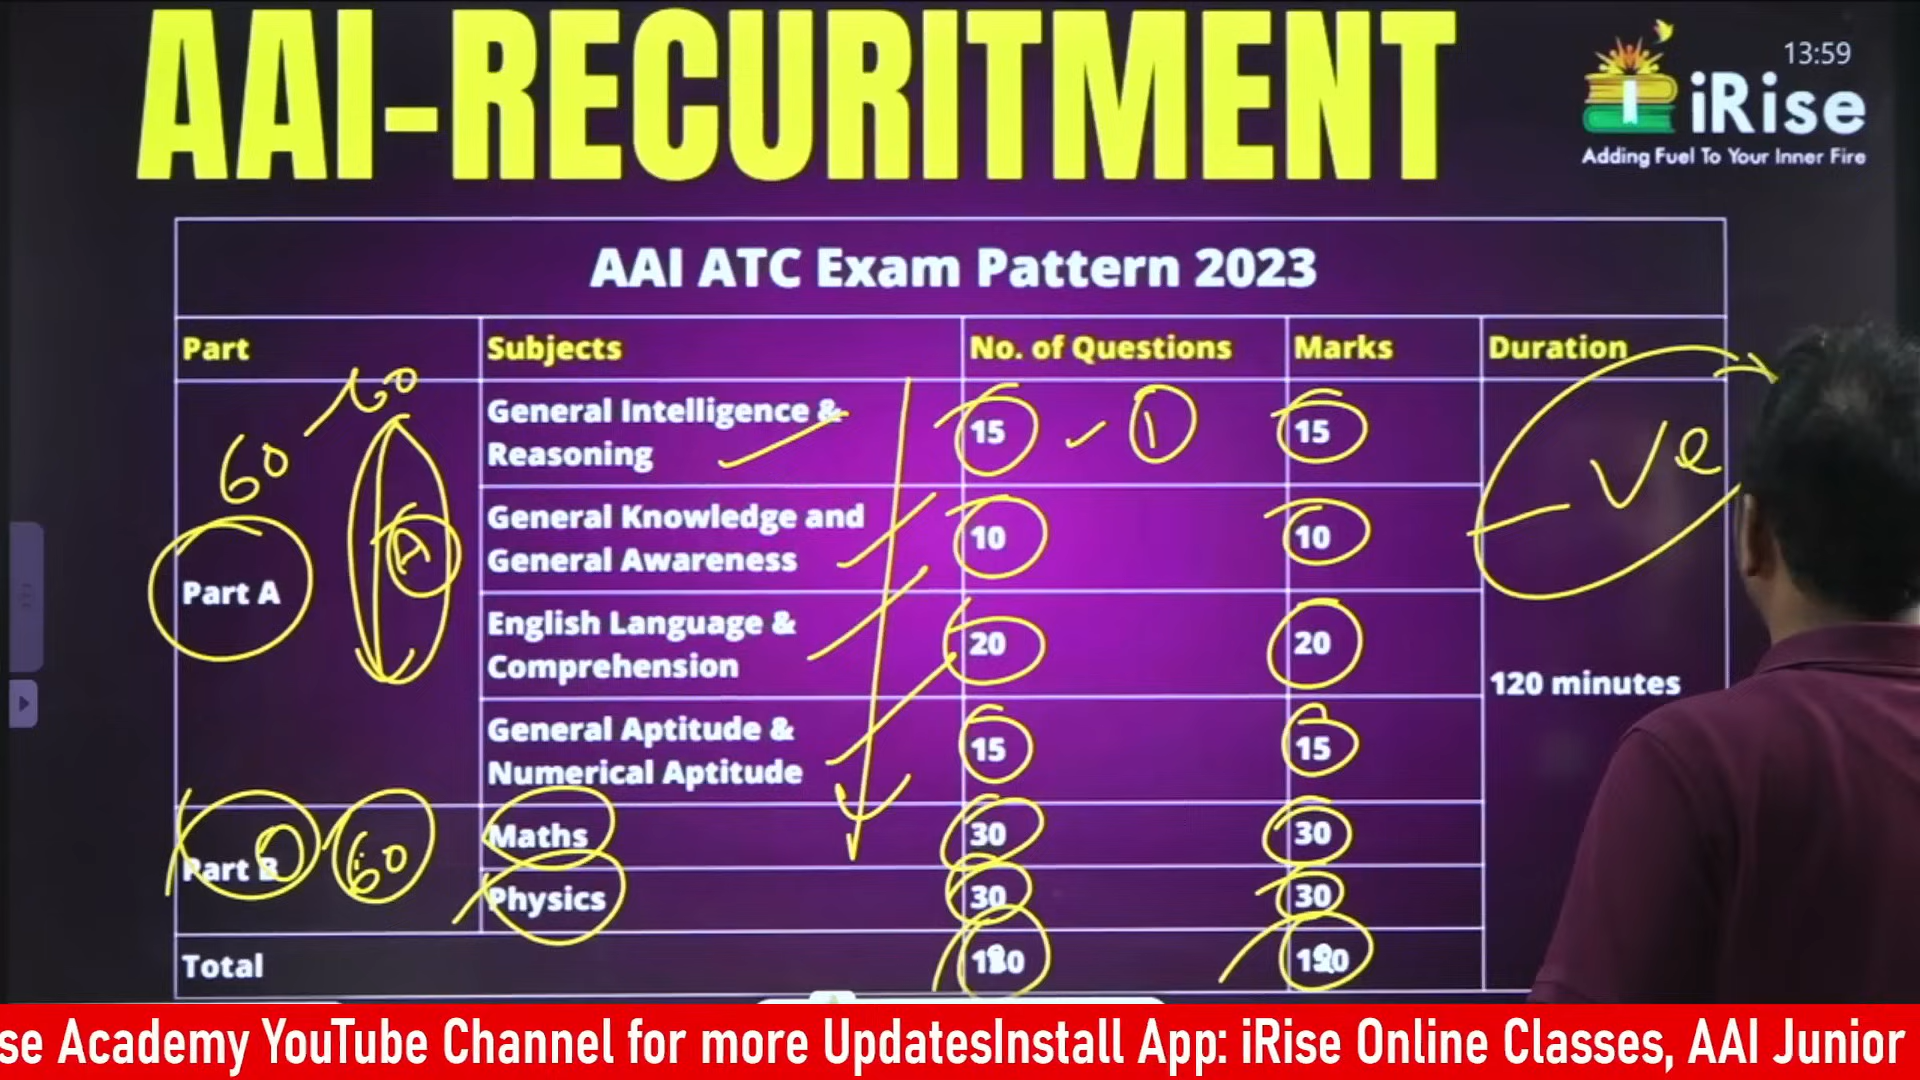 AAI-RECURITMENT
13:59
iRise
Adding Fuel To Your Inner Fire
AAI ATC Exam Pattern 2023
Part Subjects No. of Questions Marks Duration
60 60
General Intelligence &
Reasoning
15 1 15
-ve
General Knowledge and
General Awareness
10 10
Part A A
English Language &
Comprehension
20 20
120 minutes
General Aptitude &
Numerical Aptitude
15 15
Part B 60
Maths 30 30
Physics 30 30
Total
se Academy YouTube Channel for more UpdatesInstall App: iRise Online Classes, AAI Junior